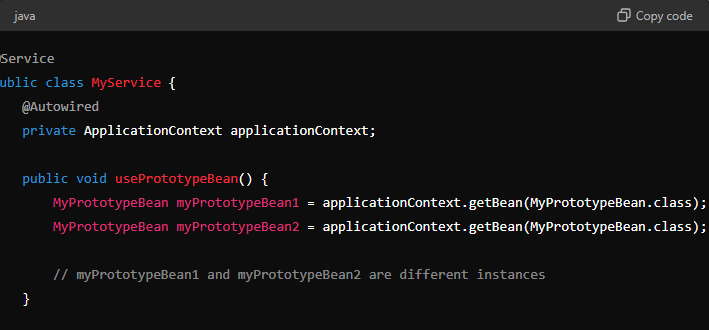 java Copy code
Service
ublic class MyService {
@Autowired
private ApplicationContext applicationContext;
public void usePrototypeBean() {
MyPrototypeBean myPrototypeBean1 = applicationContext.getBean(MyPrototypeBean.class);
MyPrototypeBean myPrototypeBean2 = applicationContext.getBean(MyPrototypeBean.class);
// myPrototypeBean1 and myPrototypeBean2 are different instances
}